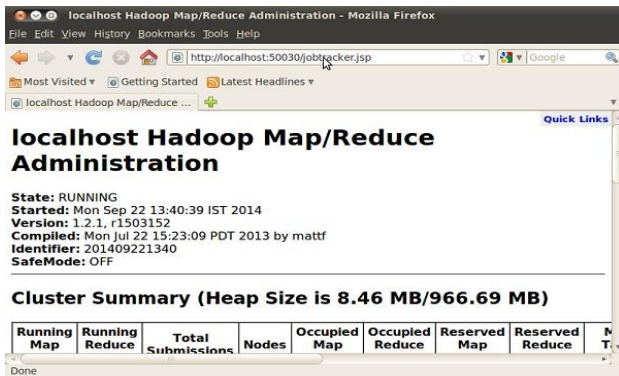 localhost Hadoop Map/Reduce Administration - Mozilla Firefox
File Edit View History Bookmarks Tools Help
http://localhost:50030/jobtracker.jsp
Google
Most Visited Getting Started Latest Headlines
localhost Hadoop Map/Reduce ...
Quick Links
localhost Hadoop Map/Reduce
Administration
State: RUNNING
Started: Mon Sep 22 13:40:39 IST 2014
Version: 1.2.1, r1503152
Compiled: Mon Jul 22 15:23:09 PDT 2013 by mattf
Identifier: 201409221340
SafeMode: OFF
Cluster Summary (Heap Size is 8.46 MB/966.69 MB)
Running Map Running Reduce Total Submissions Nodes Occupied Map Occupied Reduce Reserved Map Reserved Reduce
Done